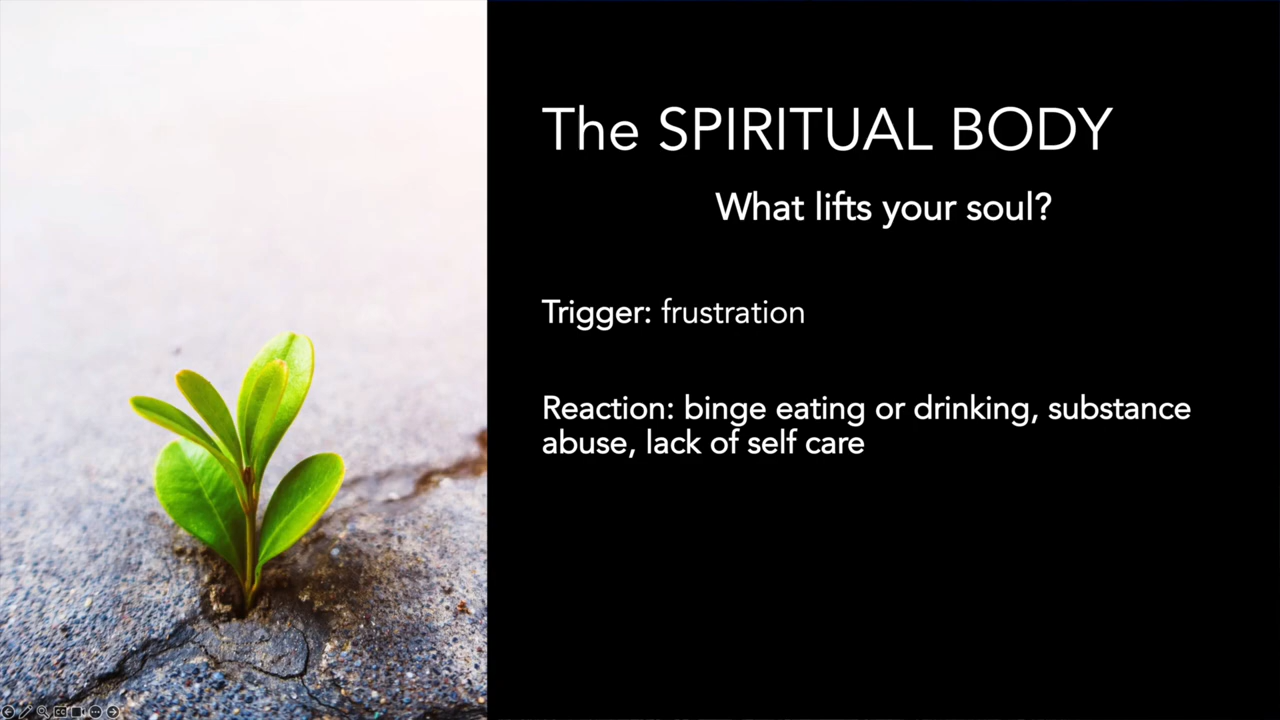 The SPIRITUAL BODY
What lifts your soul?
Trigger: frustration
Reaction: binge eating or drinking, substance
abuse, lack of self care